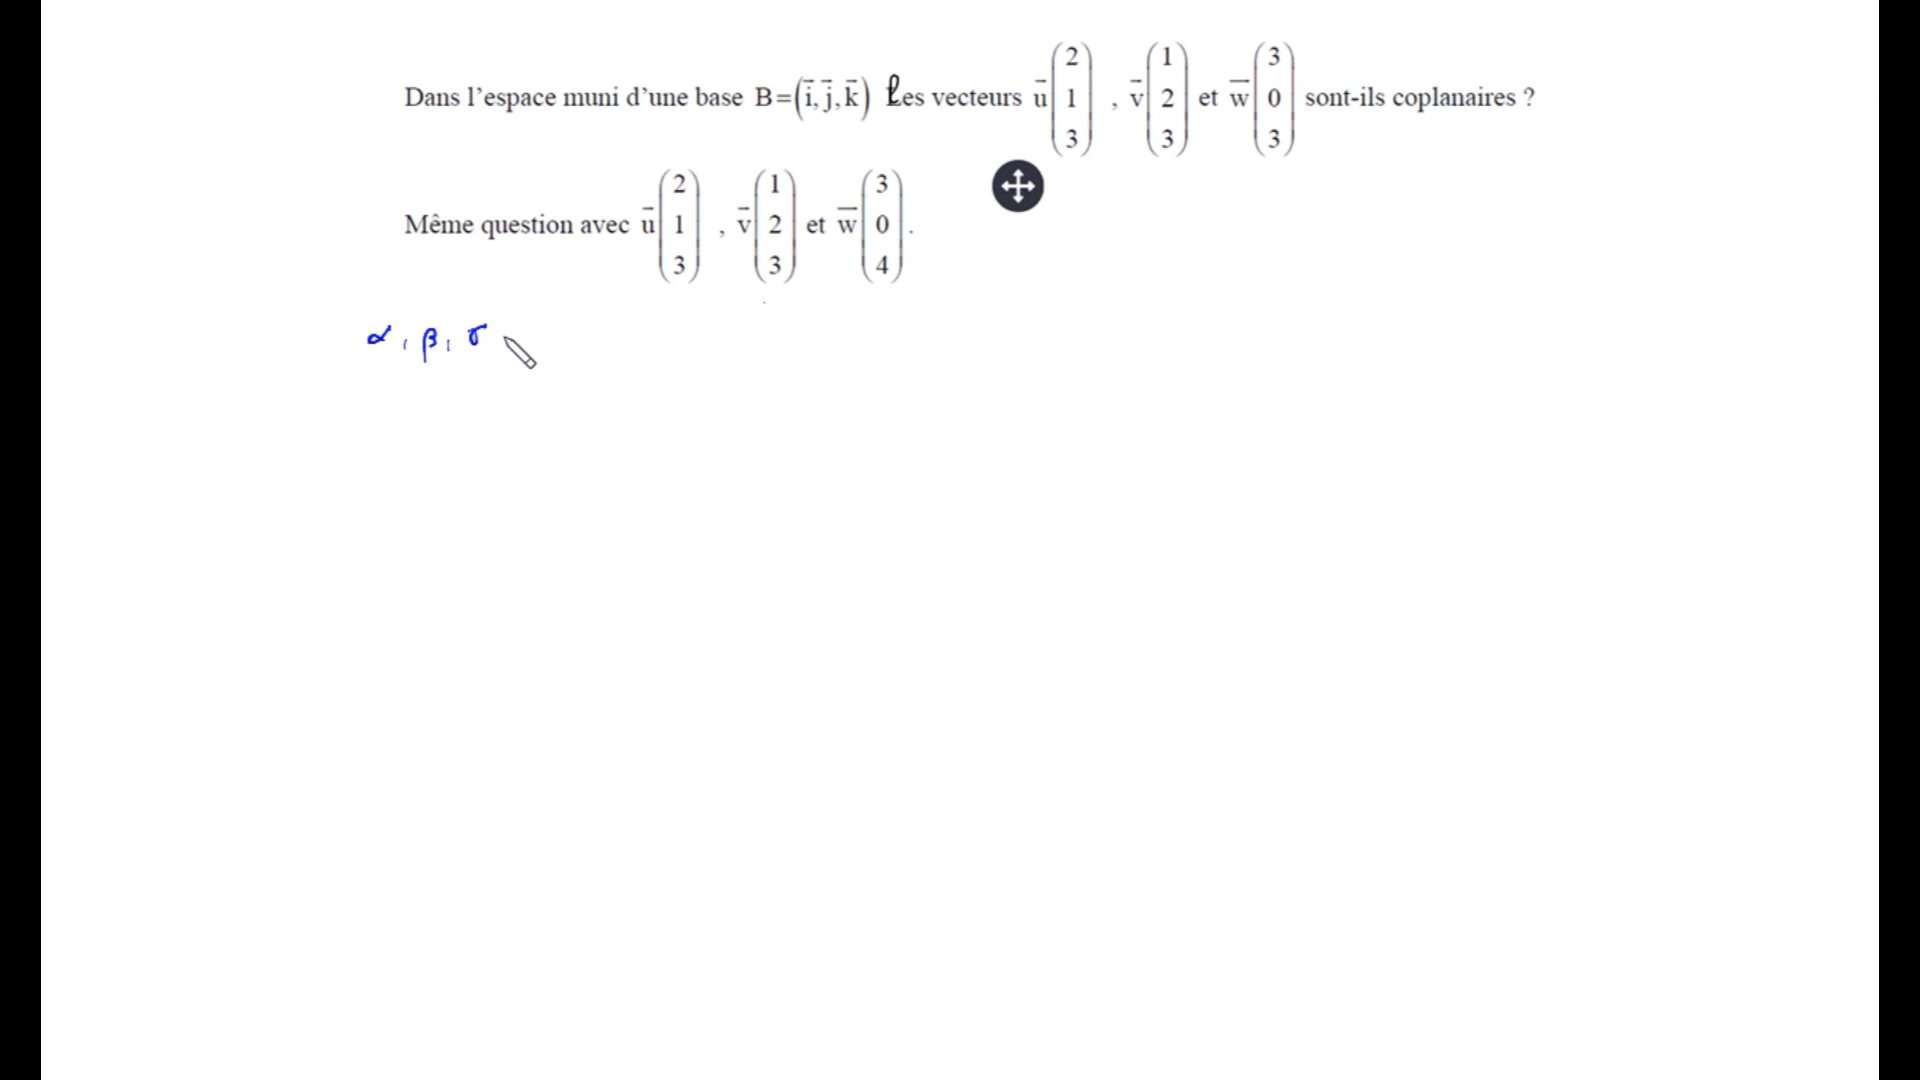 Dans l’espace muni d’une base B=(i⃗, j⃗, k⃗) les vecteurs u⃗(2 1 3) , v⃗(1 2 3) et w⃗(3 0 3) sont-ils coplanaires ?
Même question avec u⃗(2 1 3) , v⃗(1 2 3) et w⃗(3 0 4) .
α, β, γ